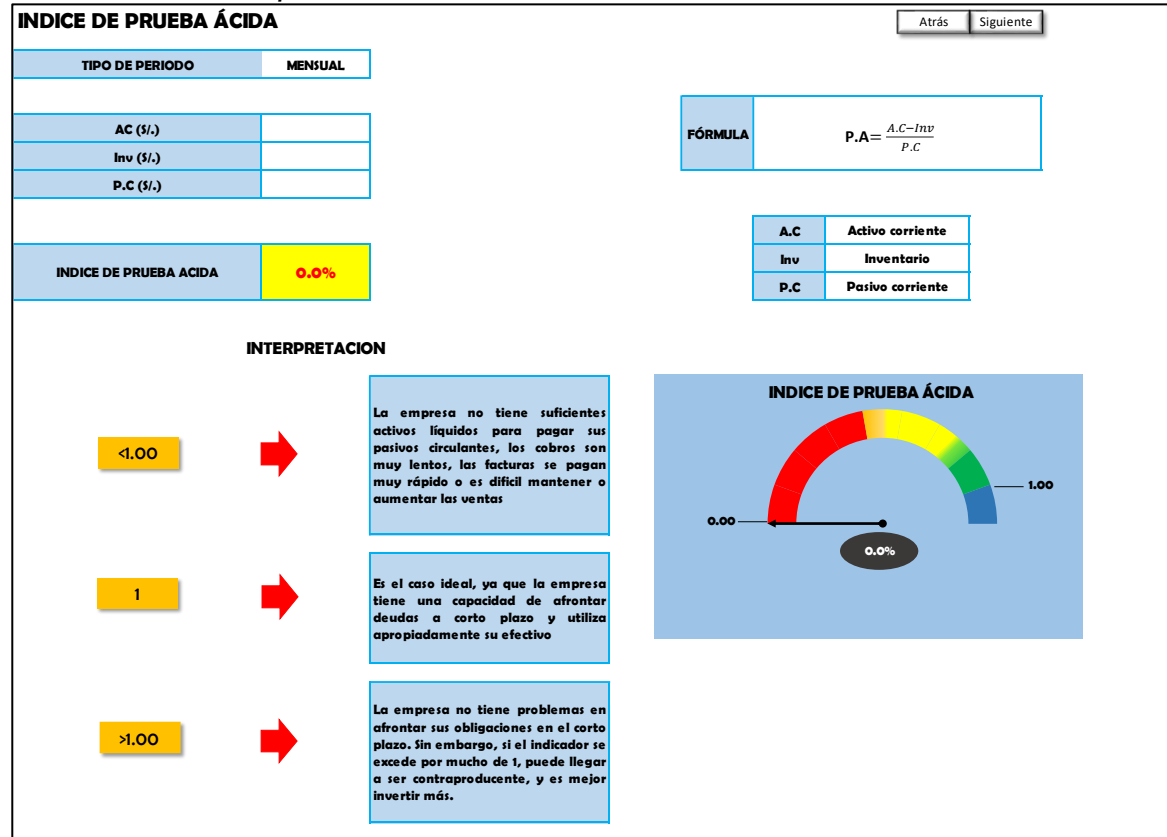 INDICE DE PRUEBA ÁCIDA
Atrás
Siguiente
TIPO DE PERIODO
MENSUAL
AC (S/.)
Inv (S/.)
P.C (S/.)
FÓRMULA
P.A= A.C−Inv / P.C
A.C Activo corriente
Inv Inventario
P.C Pasivo corriente
INDICE DE PRUEBA ACIDA
0.0%
INTERPRETACION
<1.00
La empresa no tiene suficientes
activos líquidos para pagar sus
pasivos circulantes, los cobros son
muy lentos, las facturas se pagan
muy rápido o es dificil mantener o
aumentar las ventas
1
Es el caso ideal, ya que la empresa
tiene una capacidad de afrontar
deudas a corto plazo y utiliza
apropiadamente su efectivo
>1.00
La empresa no tiene problemas en
afrontar sus obligaciones en el corto
plazo. Sin embargo, si el indicador se
excede por mucho de 1, puede llegar
a ser contraproducente, y es mejor
invertir más.
INDICE DE PRUEBA ÁCIDA
1.00
0.00
0.0%